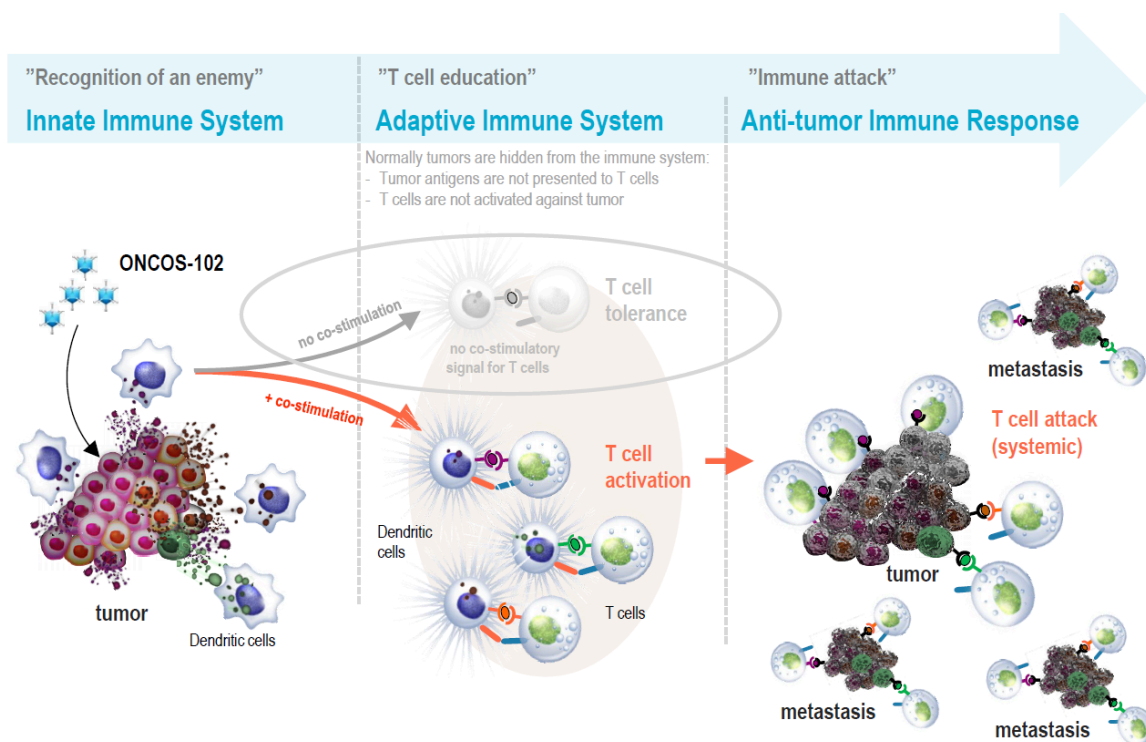 ”Recognition of an enemy”
Innate Immune System
”T cell education”
Adaptive Immune System
”Immune attack”
Anti-tumor Immune Response
Normally tumors are hidden from the immune system:
- Tumor antigens are not presented to T cells
- T cells are not activated against tumor
ONCOS-102
no co-stimulation
+ co-stimulation
T cell
tolerance
no co-stimulatory
signal for T cells
T cell
activation
Dendritic
cells
T cells
tumor
Dendritic cells
metastasis
T cell attack
(systemic)
tumor
metastasis
metastasis